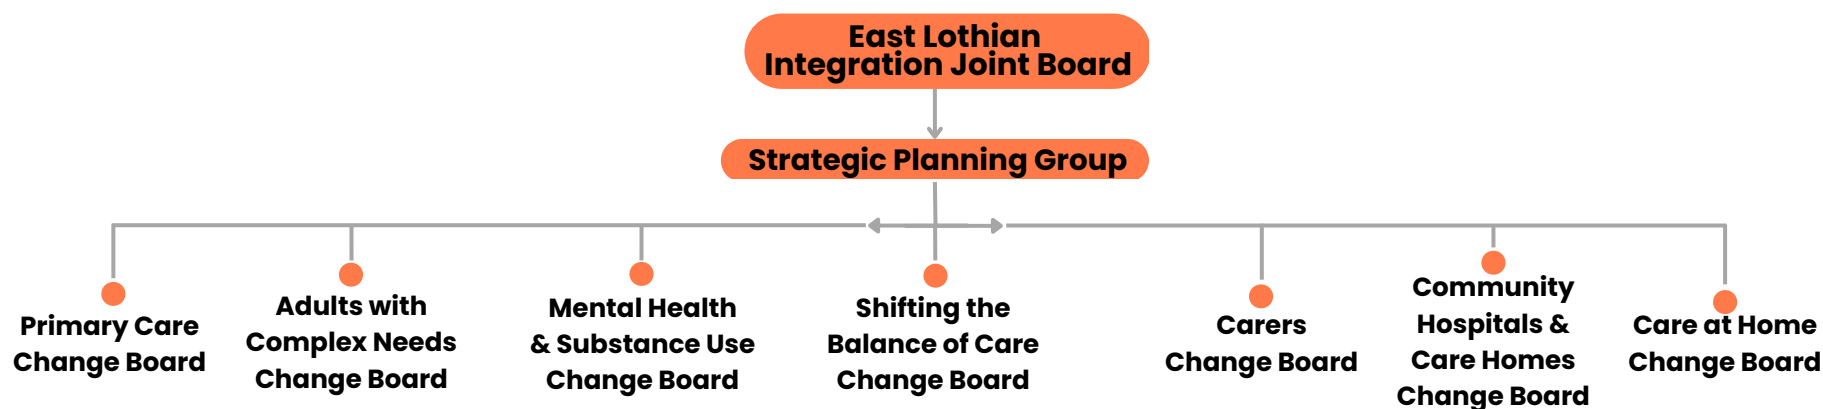 East Lothian
Integration Joint Board
Strategic Planning Group
Primary Care
Change Board
Adults with
Complex Needs
Change Board
Mental Health
& Substance Use
Change Board
Shifting the
Balance of Care
Change Board
Carers
Change Board
Community
Hospitals &
Care Homes
Change Board
Care at Home
Change Board